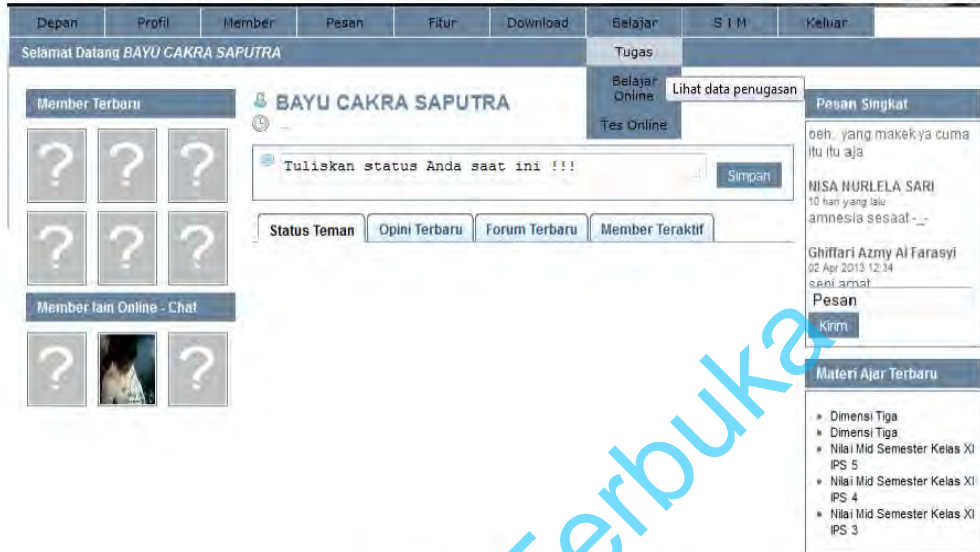 Depan Profil Member Pesan Fitur Download Belajar S I M Keluar
Selamat Datang BAYU CAKRA SAPUTRA
Tugas
Belajar
Online
Lihat data penugasan
Tes Online
Member Terbaru
BAYU CAKRA SAPUTRA
Tuliskan status Anda saat ini !!!
Simpan
Status Teman Opini Terbaru Forum Terbaru Member Teraktif
Member lain Online - Chat
Pesan Singkat
beh.. yang makek ya cuma
itu itu aja
NISA NURLELA SARI
10 hari yang lalu
amnesia sesaat -_-
Ghiffari Azmy Al Farasyi
02 Apr 2013 12:34
sepi amat
Pesan
Kirim
Materi Ajar Terbaru
Dimensi Tiga
Dimensi Tiga
Nilai Mid Semester Kelas XI
IPS 5
Nilai Mid Semester Kelas XI
IPS 4
Nilai Mid Semester Kelas XI
IPS 3
Terbuka